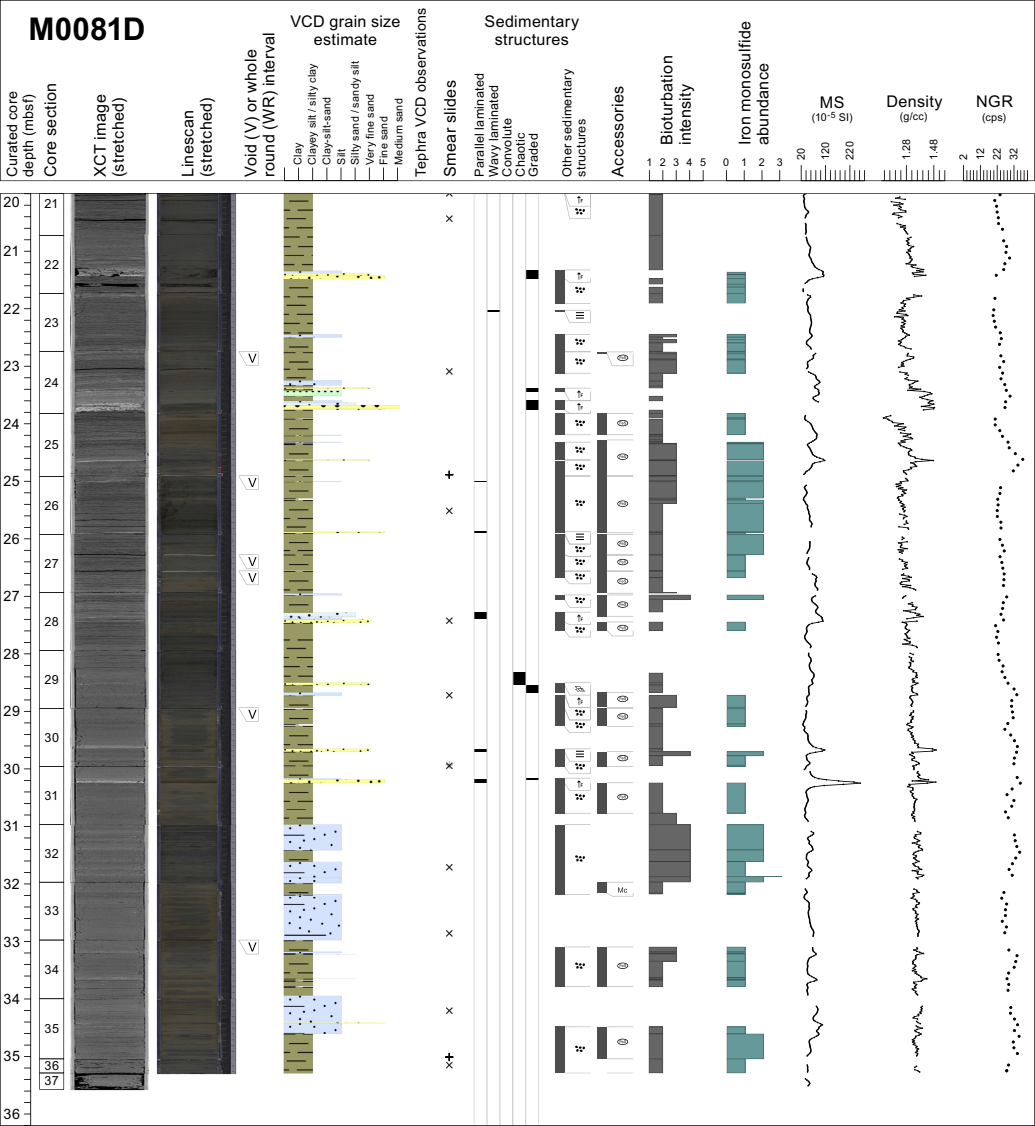 M0081D
Curated core
depth (mbsf)
Core section
XCT image
(stretched)
Linescan
(stretched)
Void (V) or whole
round (WR) interval
VCD grain size
estimate
Clay
Clayey silt / silty clay
Clay-silt-sand
Silt
Silty sand / sandy silt
Very fine sand
Fine sand
Medium sand
Tephra VCD observations
Smear slides
Sedimentary
structures
Parallel laminated
Wavy laminated
Convolute
Chaotic
Graded
Other sedimentary
structures
Accessories
Bioturbation
intensity
1 2 3 4 5
Iron monosulfide
abundance
0 1 2 3
MS
(10-5 SI)
20 120 220
Density
(g/cc)
1.28 1.48
NGR
(cps)
2 12 22 32
20
21
22
23
24
25
26
27
28
29
30
31
32
33
34
35
36
21
22
23
24
25
26
27
28
29
30
31
32
33
34
35
36
37
V
V
V
V
V
V
Mc